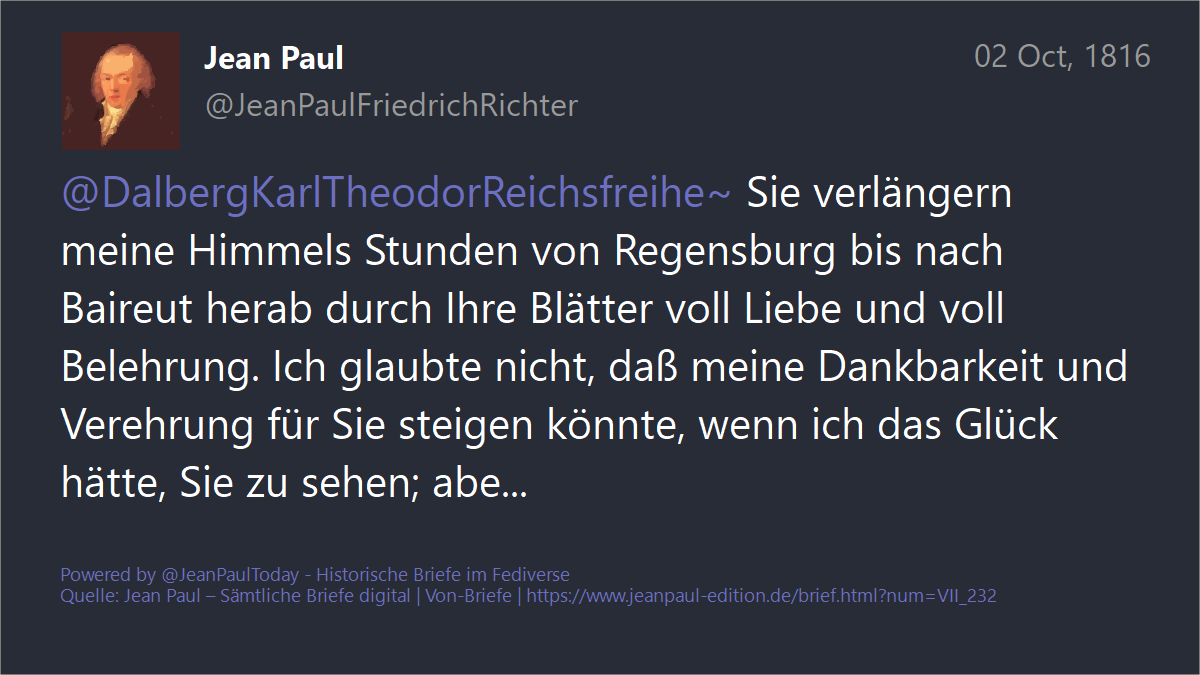 Jean Paul
02 Oct, 1816
@JeanPaulFriedrichRichter
@DalbergKarlTheodorReichsfreihe~ Sie verlängern
meine Himmels Stunden von Regensburg bis nach
Baireut herab durch Ihre Blätter voll Liebe und voll
Belehrung. Ich glaubte nicht, daß meine Dankbarkeit und
Verehrung für Sie steigen könnte, wenn ich das Glück
hätte, Sie zu sehen; abe...
Powered by @JeanPaulToday - Historische Briefe im Fediverse
Quelle: Jean Paul – Sämtliche Briefe digital | Von-Briefe | https://www.jeanpaul-edition.de/brief.html?num=VII_232